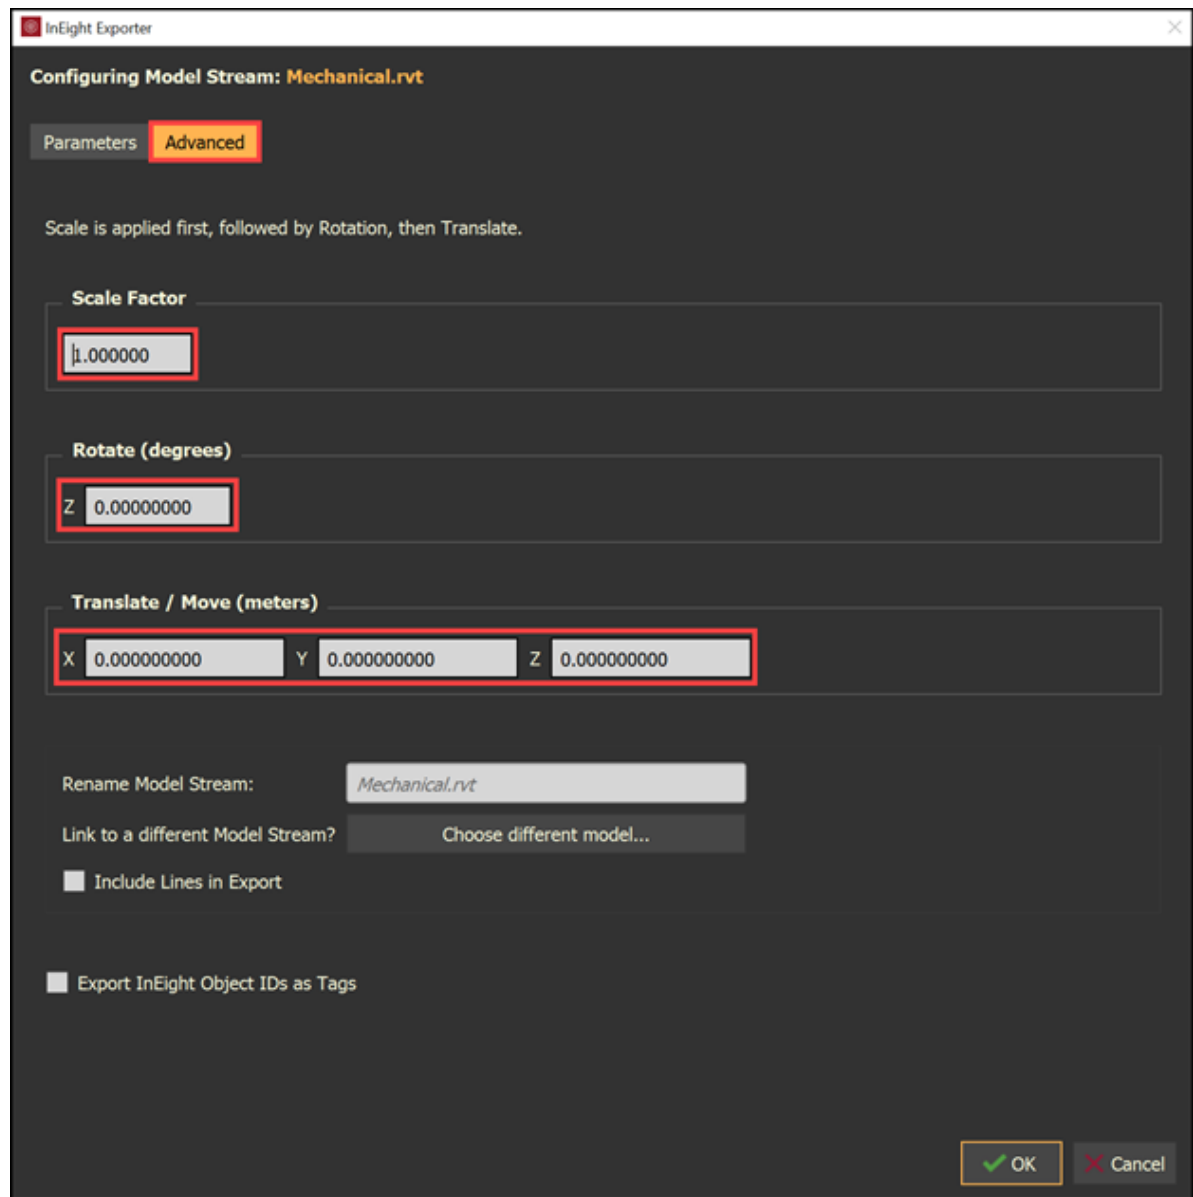 InEight Exporter
Configuring Model Stream: Mechanical.rvt
Parameters Advanced
Scale is applied first, followed by Rotation, then Translate.
Scale Factor
1.000000
Rotate (degrees)
Z 0.00000000
Translate / Move (meters)
X 0.000000000 Y 0.000000000 Z 0.000000000
Rename Model Stream: Mechanical.rvt
Link to a different Model Stream? Choose different model...
Include Lines in Export
Export InEight Object IDs as Tags
OK Cancel